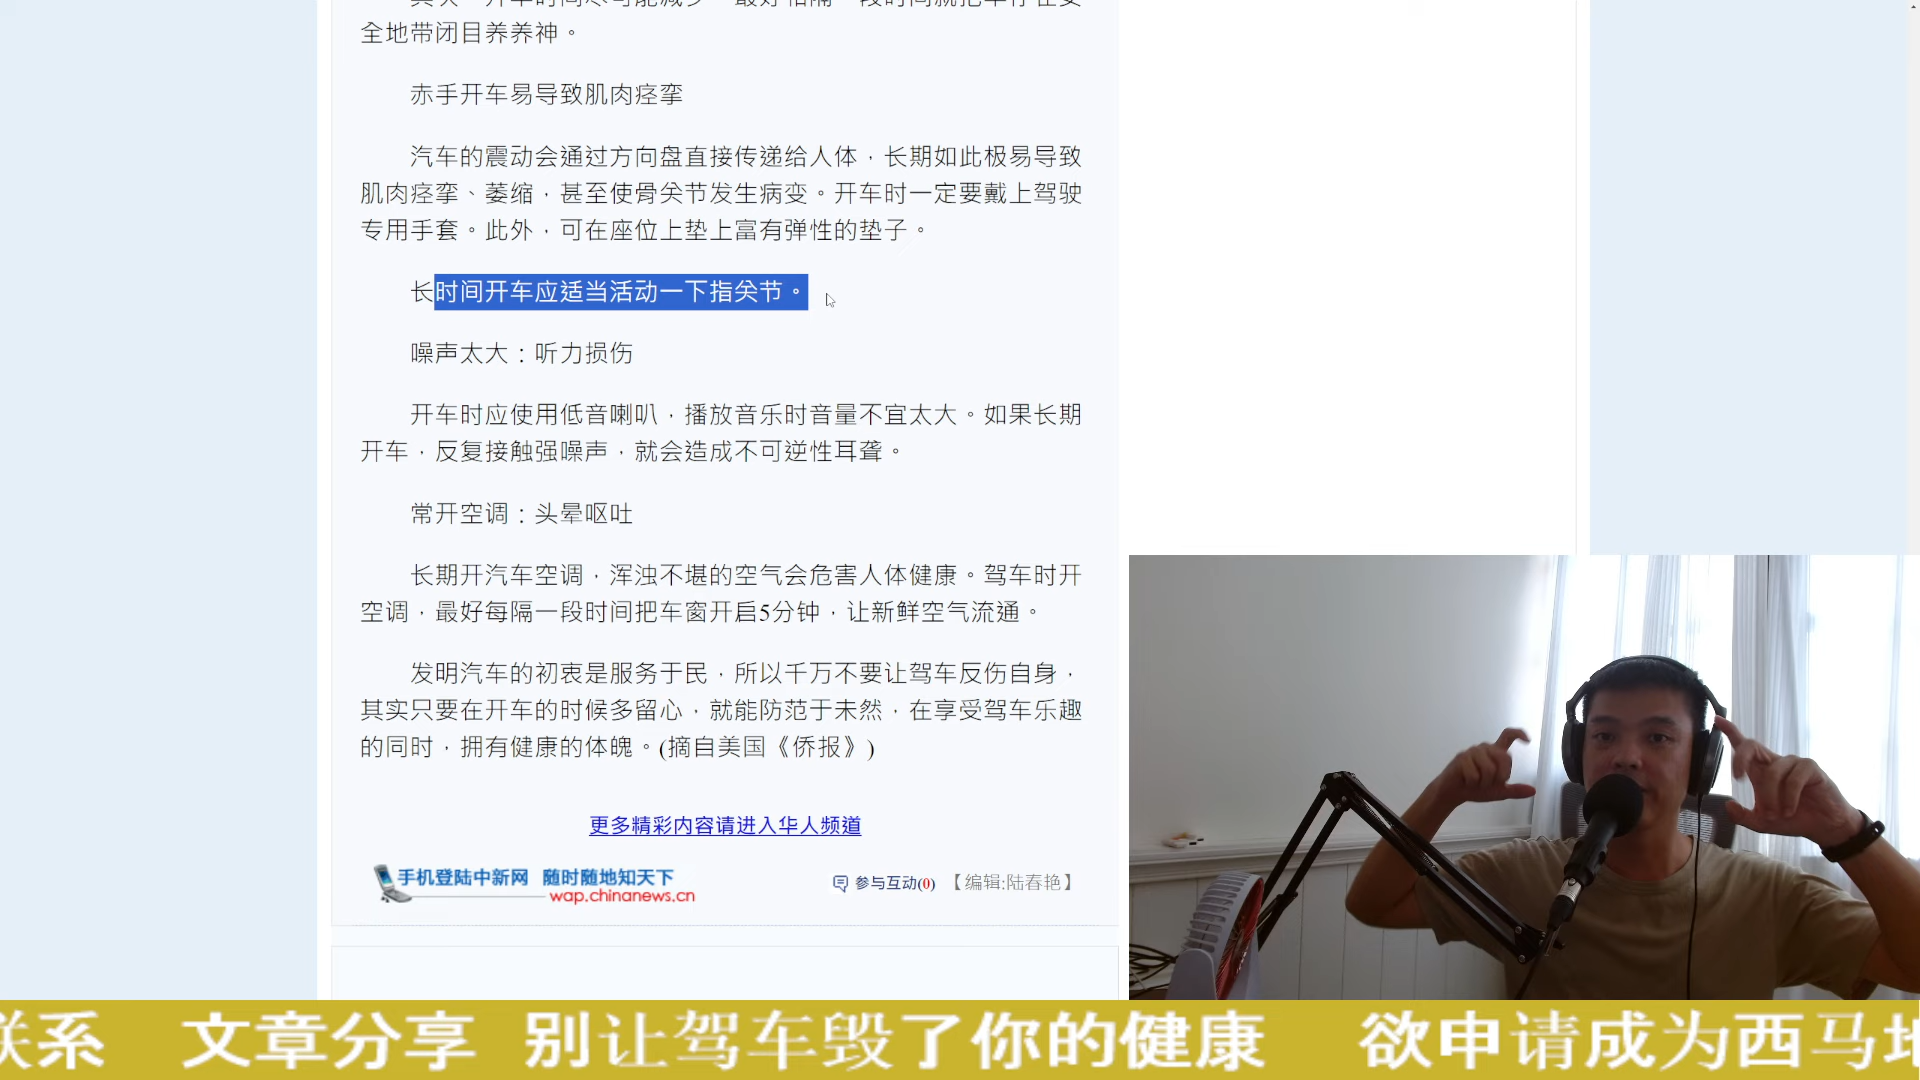 全地带闭目养养神。
赤手开车易导致肌肉痉挛
汽车的震动会通过方向盘直接传递给人体，长期如此极易导致
肌肉痉挛、萎缩，甚至使骨关节发生病变。开车时一定要戴上驾驶
专用手套。此外，可在座位上垫上富有弹性的垫子。
长时间开车应适当活动一下指关节。
噪声太大：听力损伤
开车时应使用低音喇叭，播放音乐时音量不宜太大。如果长期
开车，反复接触强噪声，就会造成不可逆性耳聋。
常开空调：头晕呕吐
长期开汽车空调，浑浊不堪的空气会危害人体健康。驾车时开
空调，最好每隔一段时间把车窗开启5分钟，让新鲜空气流通。
发明汽车的初衷是服务于民，所以千万不要让驾车反伤自身，
其实只要在开车的时候多留心，就能防范于未然，在享受驾车乐趣
的同时，拥有健康的体魄。(摘自美国《侨报》)
更多精彩内容请进入华人频道
手机登陆中新网 随时随地知天下
wap.chinanews.cn
参与互动(0) 【编辑:陆春艳】
联系 文章分享 别让驾车毁了你的健康 欲申请成为西马地